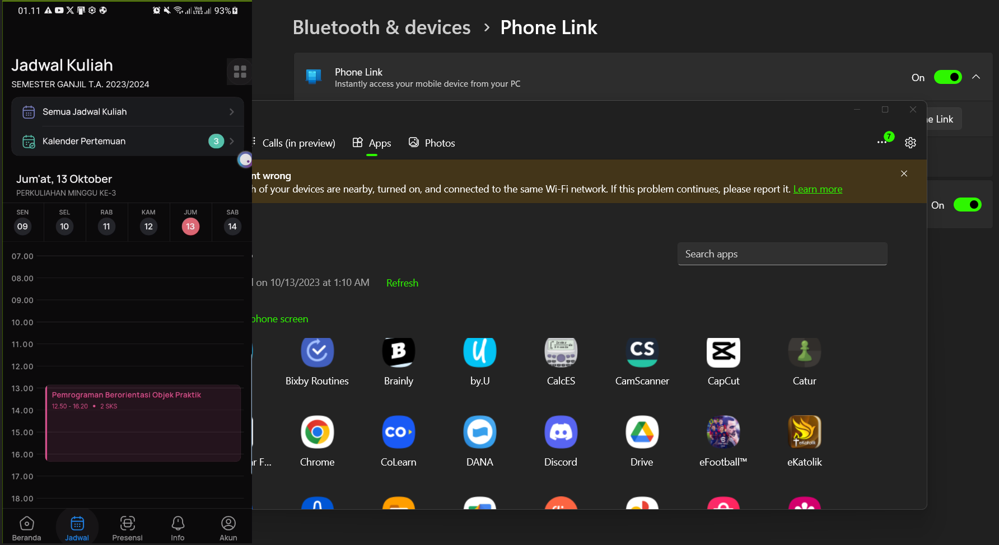 01.11
Vo))
LTE2
93%
Jadwal Kuliah
SEMESTER GANJIL T.A. 2023/2024
Semua Jadwal Kuliah
Kalender Pertemuan
3
Jum'at, 13 Oktober
PERKULIAHAN MINGGU KE-3
SEN SEL RAB KAM JUM SAB
09 10 11 12 13 14
07.00
08.00
09.00
10.00
11.00
12.00
13.00
Pemrograman Berorientasi Objek Praktik
12.50 - 16.20 • 2 SKS
14.00
15.00
16.00
17.00
18.00
Beranda Jadwal Presensi Info Akun
Bluetooth & devices > Phone Link
Phone Link
Instantly access your mobile device from your PC
On
ne Link
On
Calls (in preview) Apps Photos
7
nt wrong
h of your devices are nearby, turned on, and connected to the same Wi-Fi network. If this problem continues, please report it. Learn more
Search apps
on 10/13/2023 at 1:10 AM Refresh
phone screen
B
CS
Bixby Routines Brainly by.U CalcES CamScanner CapCut Catur
CO
eKatolik
ar F... Chrome CoLearn DANA Discord Drive eFootball™ eKatolik